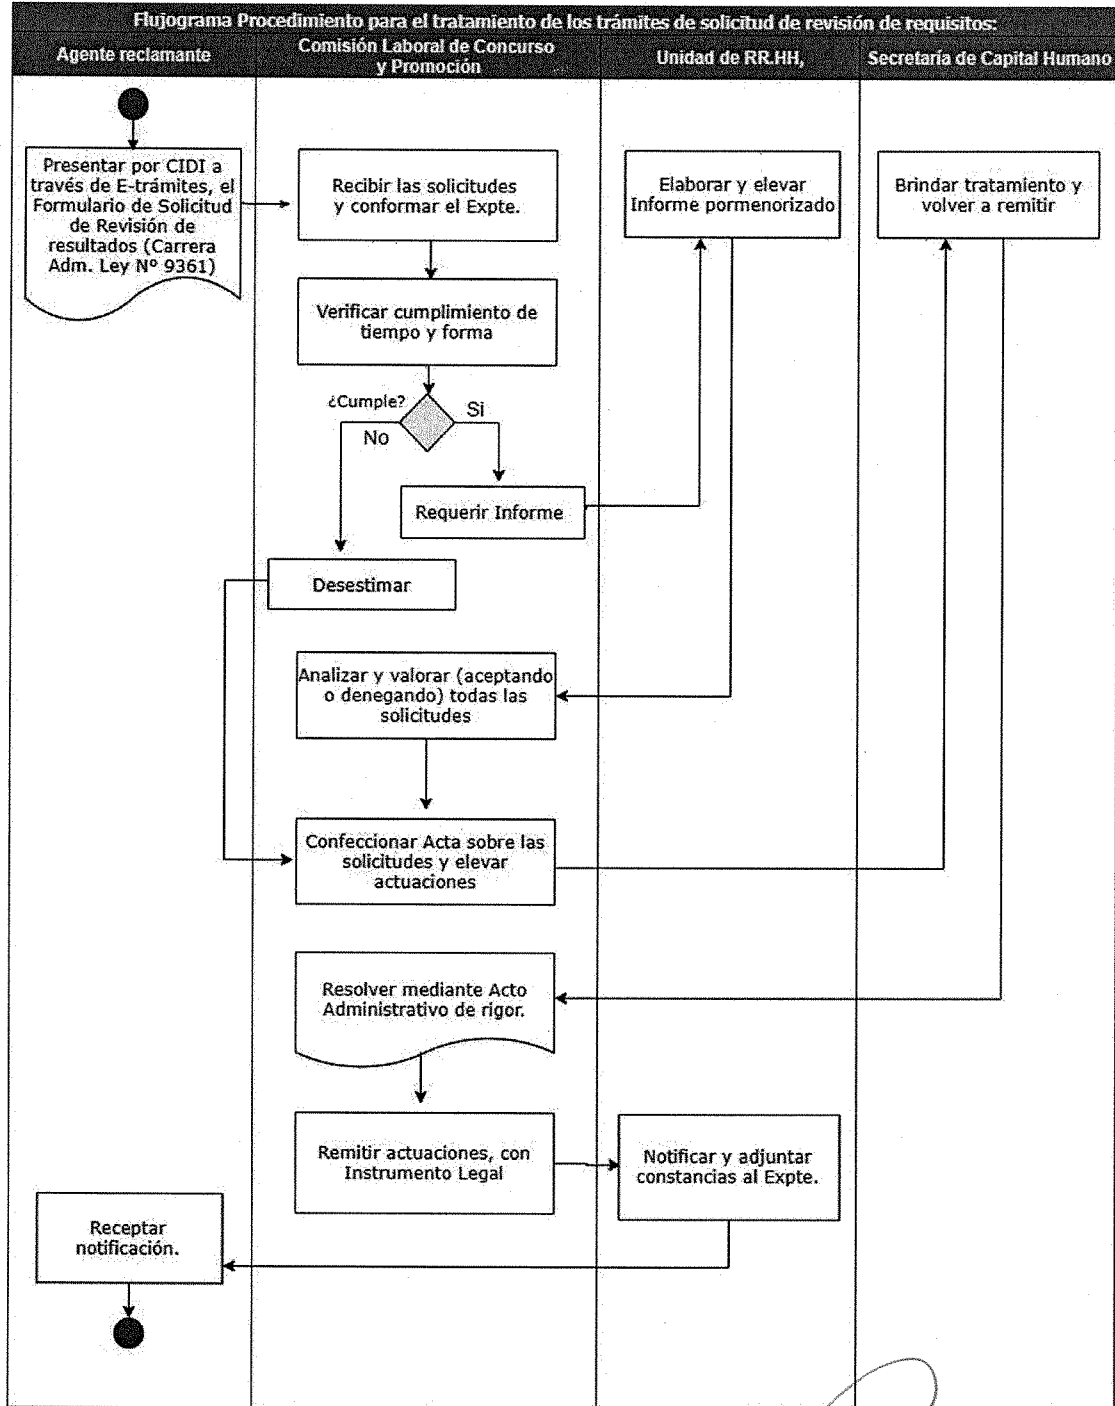 Flujograma Procedimiento para el tratamiento de los trámites de solicitud de revisión de requisitos:
Agente reclamante
Comisión Laboral de Concurso
y Promoción
Unidad de RR.HH,
Secretaría de Capital Humano
Presentar por CIDI a
través de E-trámites, el
Formulario de Solicitud
de Revisión de
resultados (Carrera
Adm. Ley Nº 9361)
Recibir las solicitudes
y conformar el Expte.
Elaborar y elevar
Informe pormenorizado
Brindar tratamiento y
volver a remitir
Verificar cumplimiento de
tiempo y forma
¿Cumple?
Si
No
Requerir Informe
Desestimar
Analizar y valorar (aceptando
o denegando) todas las
solicitudes
Confeccionar Acta sobre las
solicitudes y elevar
actuaciones
Resolver mediante Acto
Administrativo de rigor.
Remitir actuaciones, con
Instrumento Legal
Notificar y adjuntar
constancias al Expte.
Receptar
notificación.